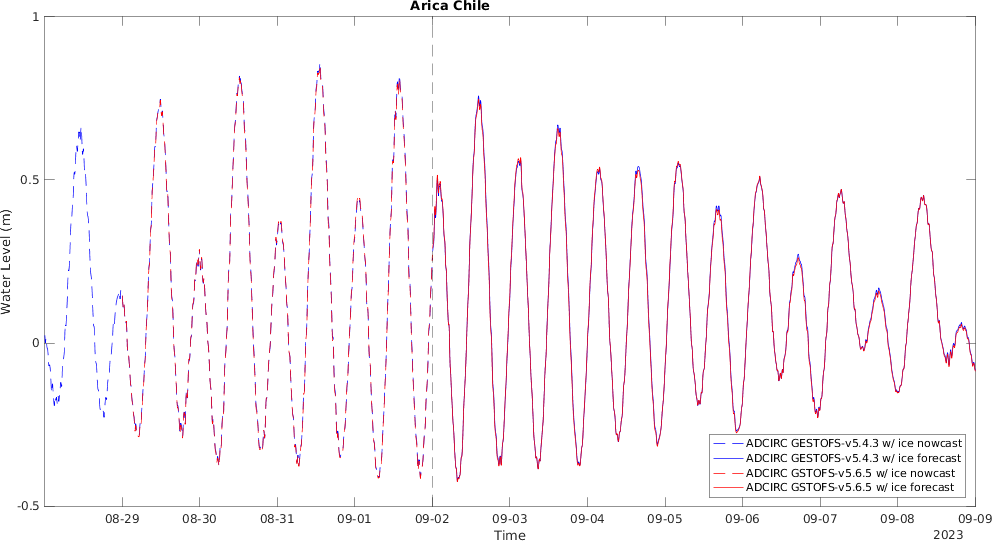 Arica Chile
1
0.5
0
-0.5
Water Level (m)
08-29 08-30 08-31 09-01 09-02 09-03 09-04 09-05 09-06 09-07 09-08 09-09
Time
2023
ADCIRC GESTOFS-v5.4.3 w/ ice nowcast
ADCIRC GESTOFS-v5.4.3 w/ ice forecast
ADCIRC GSTOFS-v5.6.5 w/ ice nowcast
ADCIRC GSTOFS-v5.6.5 w/ ice forecast